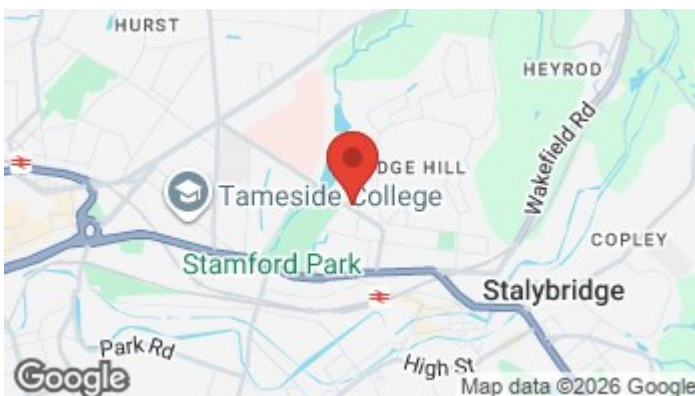 HURST
HEYROD
DGE HILL
Wakefield Rd
Tameside College
COPLEY
Stamford Park
Stalybridge
Park Rd
High St
Google
Map data ©2026 Google